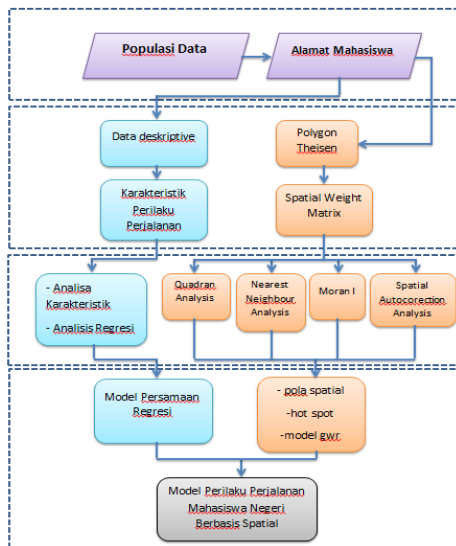 Populasi Data
Alamat Mahasiswa
Data deskriptive
Polygon
Theisen
Karakteristik
Perilaku
Perjalanan
Spatial Weight
Matrix
- Analisa
Karakteristik
- Analisis Regresi
Quadran
Analysis
Nearest
Neighbour
Analysis
Moran I
Spatial
Autocorection
Analysis
Model Persamaan
Regresi
- pola spatial
-hot spot
-model gwr
Model Perilaku Perjalanan
Mahasiswa Negeri
Berbasis Spatial